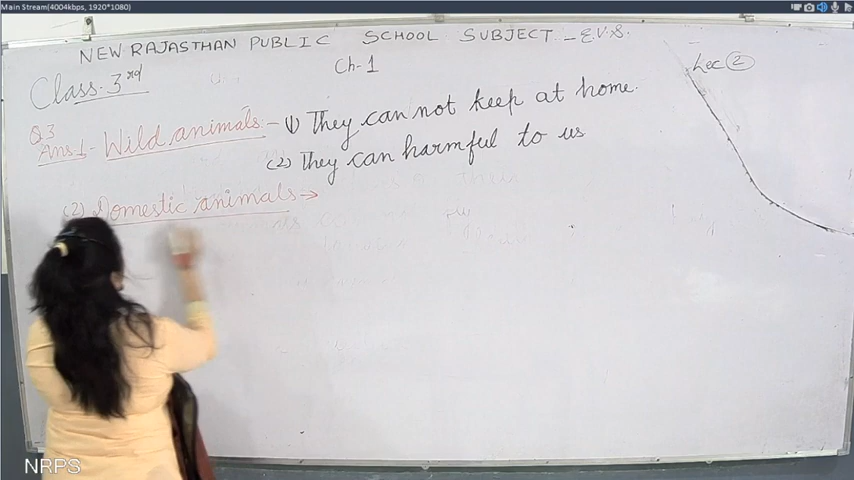 Main Stream(4004kbps, 1920*1080)
NEW RAJASTHAN PUBLIC SCHOOL SUBJECT - E.V.S.
Ch-1
Lec 2
Class 3rd
Q3
Ans 1 - Wild animals - (1) They can not keep at home.
(2) They can harmful to us
(2) Domestic animals →
NRPS